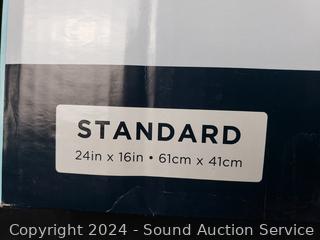 STANDARD
24in x 16in • 61cm x 41cm
Copyright 2024 - Sound Auction Service